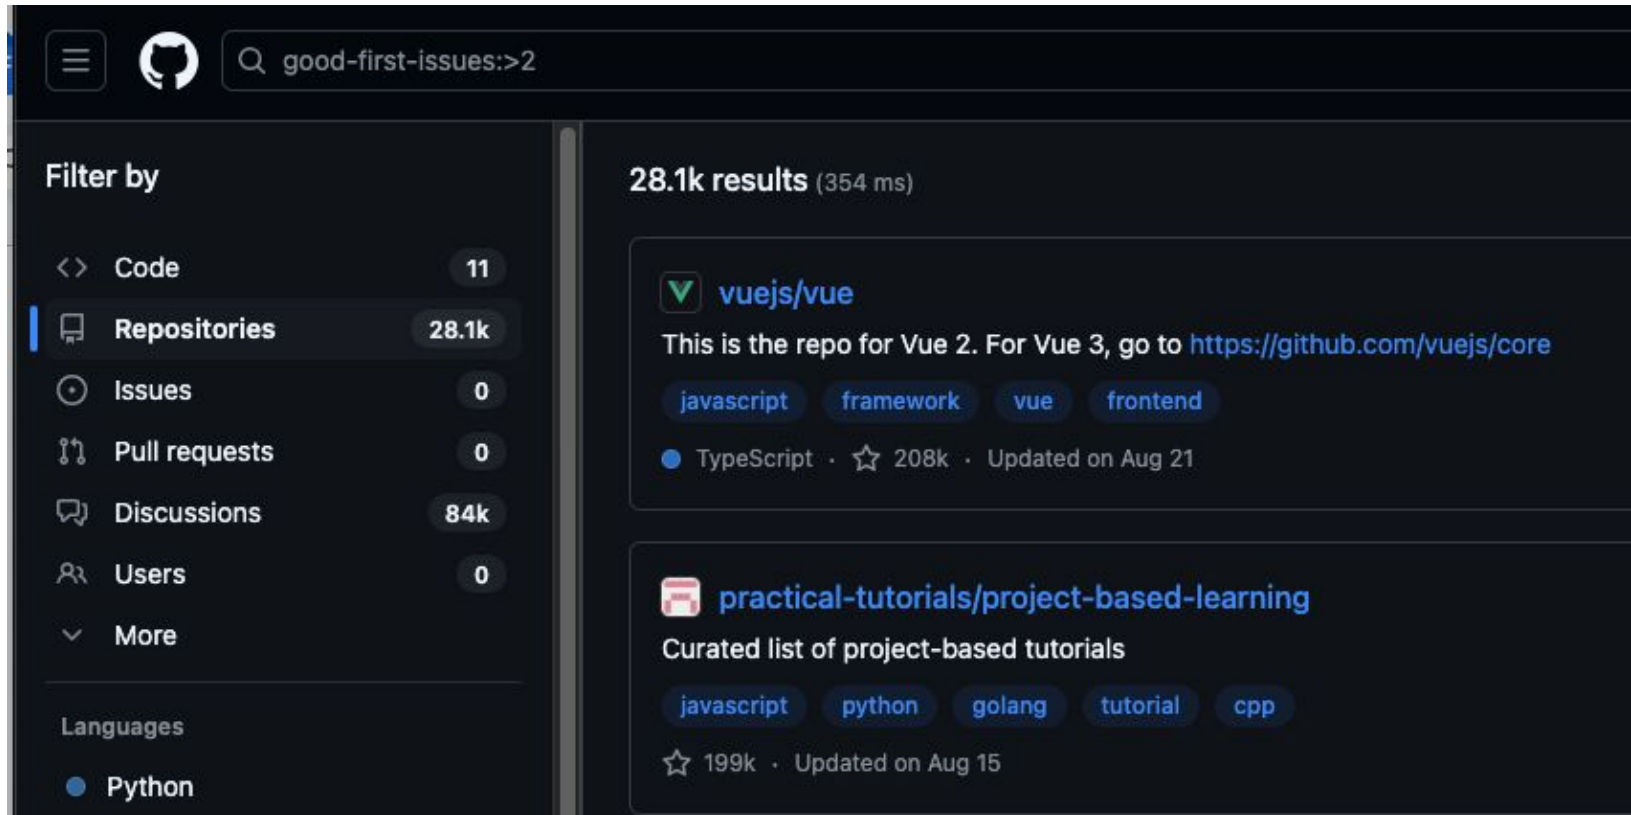 good-first-issues:>2
Filter by
Code 11
Repositories 28.1k
Issues 0
Pull requests 0
Discussions 84k
Users 0
More
Languages
Python
28.1k results (354 ms)
vuejs/vue
This is the repo for Vue 2. For Vue 3, go to https://github.com/vuejs/core
javascript framework vue frontend
TypeScript · 208k · Updated on Aug 21
practical-tutorials/project-based-learning
Curated list of project-based tutorials
javascript python golang tutorial cpp
199k · Updated on Aug 15